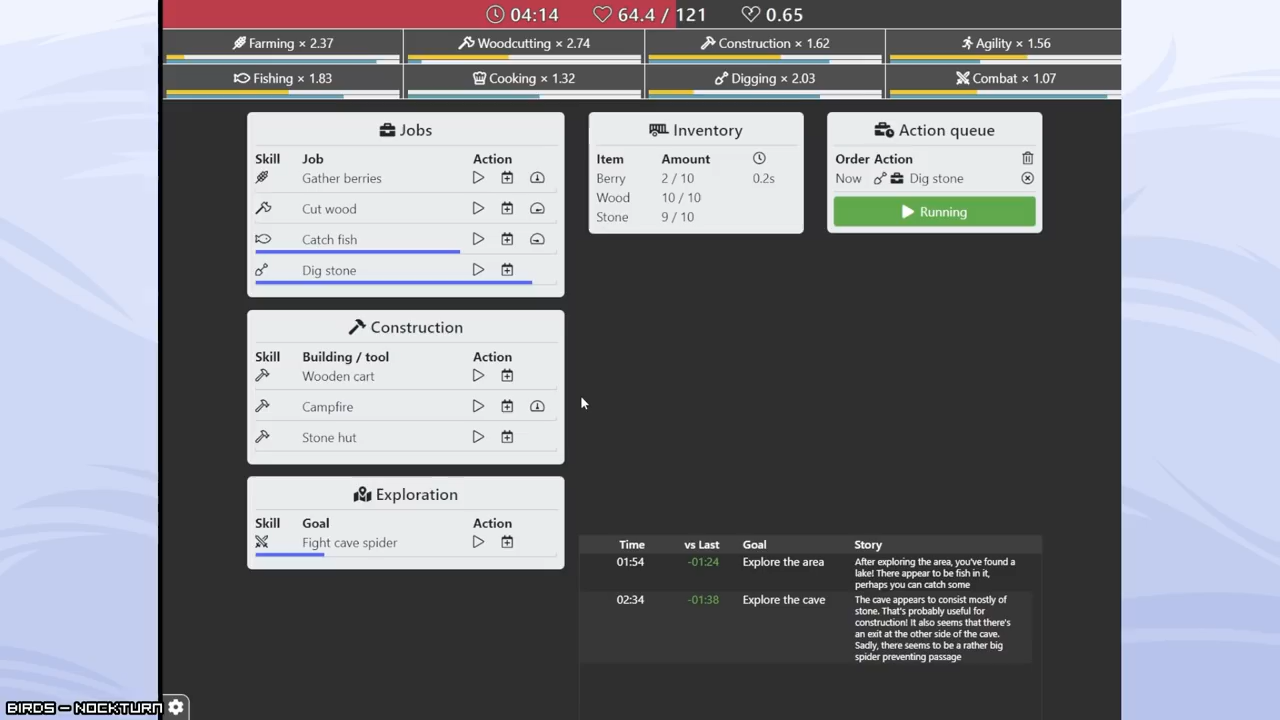 04:14 64.4 / 121 0.65
Farming × 2.37 Woodcutting × 2.74 Construction × 1.62 Agility × 1.56
Fishing × 1.83 Cooking × 1.32 Digging × 2.03 Combat × 1.07
Jobs
Skill Job Action
Gather berries
Cut wood
Catch fish
Dig stone
Construction
Skill Building / tool Action
Wooden cart
Campfire
Stone hut
Exploration
Skill Goal Action
Fight cave spider
Inventory
Item Amount
Berry 2 / 10 0.2s
Wood 10 / 10
Stone 9 / 10
Action queue
Order Action
Now Dig stone
Running
Time vs Last Goal Story
01:54 -01:24 Explore the area After exploring the area, you've found a
lake! There appear to be fish in it,
perhaps you can catch some
02:34 -01:38 Explore the cave The cave appears to consist mostly of
stone. That's probably useful for
construction! It also seems that there's
an exit at the other side of the cave.
Sadly, there seems to be a rather big
spider preventing passage
BIRDS – NOCKTURN